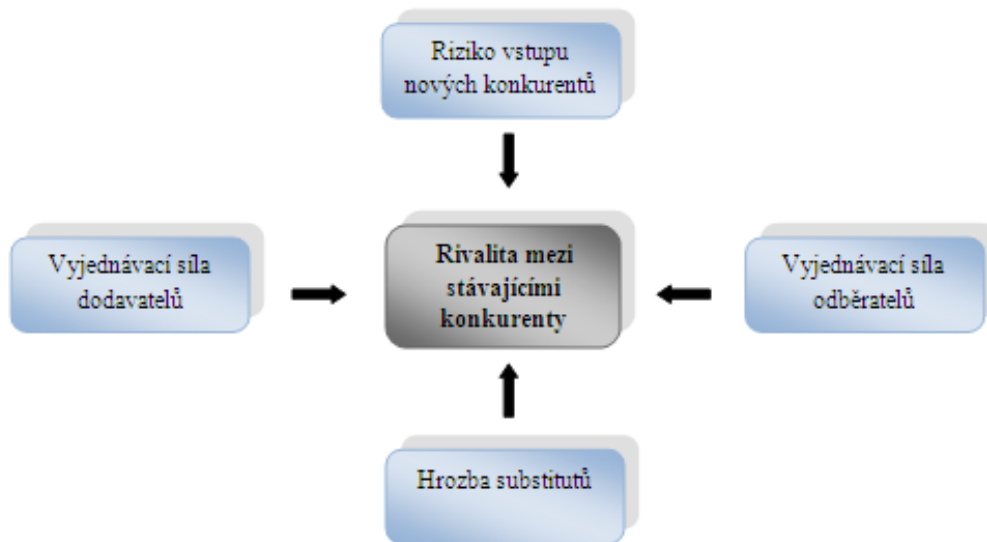 Riziko vstupu
nových konkurentů
Vyjednávací síla
dodavatelů
Rivalita mezi
stávajícími
konkurenty
Vyjednávací síla
odběratelů
Hrozba substitutů